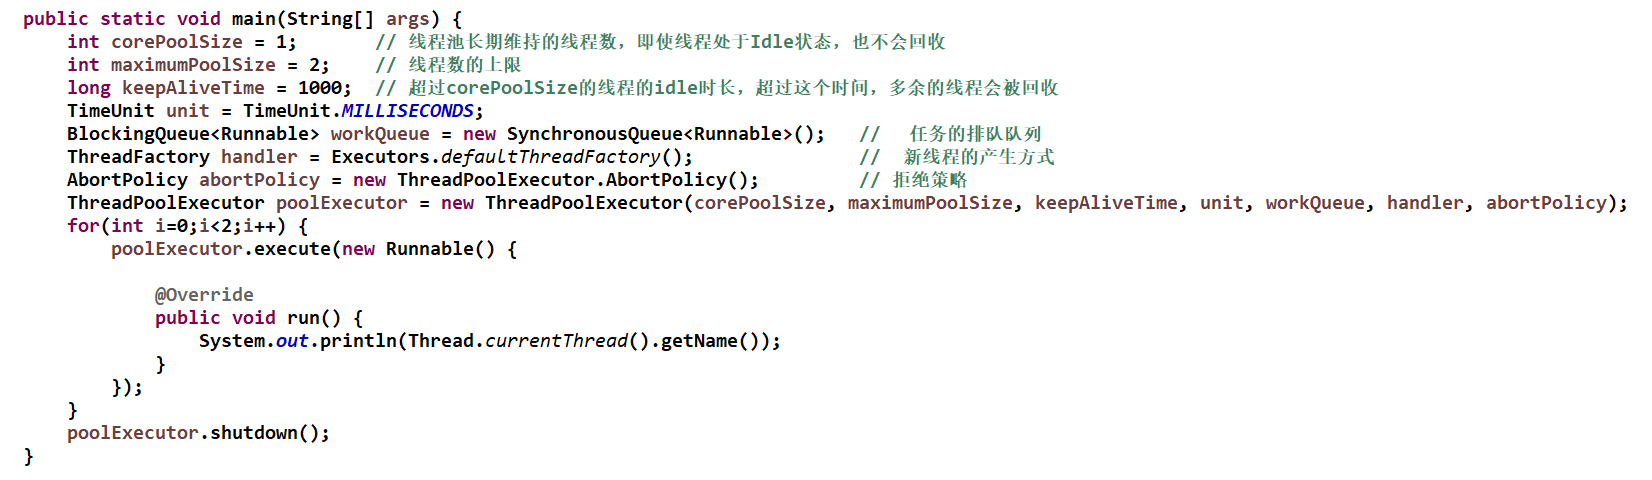 public static void main(String[] args) {
    int corePoolSize = 1;       // 线程池长期维持的线程数，即使线程处于Idle状态，也不会回收
    int maximumPoolSize = 2;    // 线程数的上限
    long keepAliveTime = 1000;  // 超过corePoolSize的线程的idle时长，超过这个时间，多余的线程会被回收
    TimeUnit unit = TimeUnit.MILLISECONDS;
    BlockingQueue<Runnable> workQueue = new SynchronousQueue<Runnable>();   //   任务的排队队列
    ThreadFactory handler = Executors.defaultThreadFactory();               //  新线程的产生方式
    AbortPolicy abortPolicy = new ThreadPoolExecutor.AbortPolicy();         // 拒绝策略
    ThreadPoolExecutor poolExecutor = new ThreadPoolExecutor(corePoolSize, maximumPoolSize, keepAliveTime, unit, workQueue, handler, abortPolicy);
    for(int i=0;i<2;i++) {
        poolExecutor.execute(new Runnable() {

            @Override
            public void run() {
                System.out.println(Thread.currentThread().getName());
            }
        });
    }
    poolExecutor.shutdown();
}